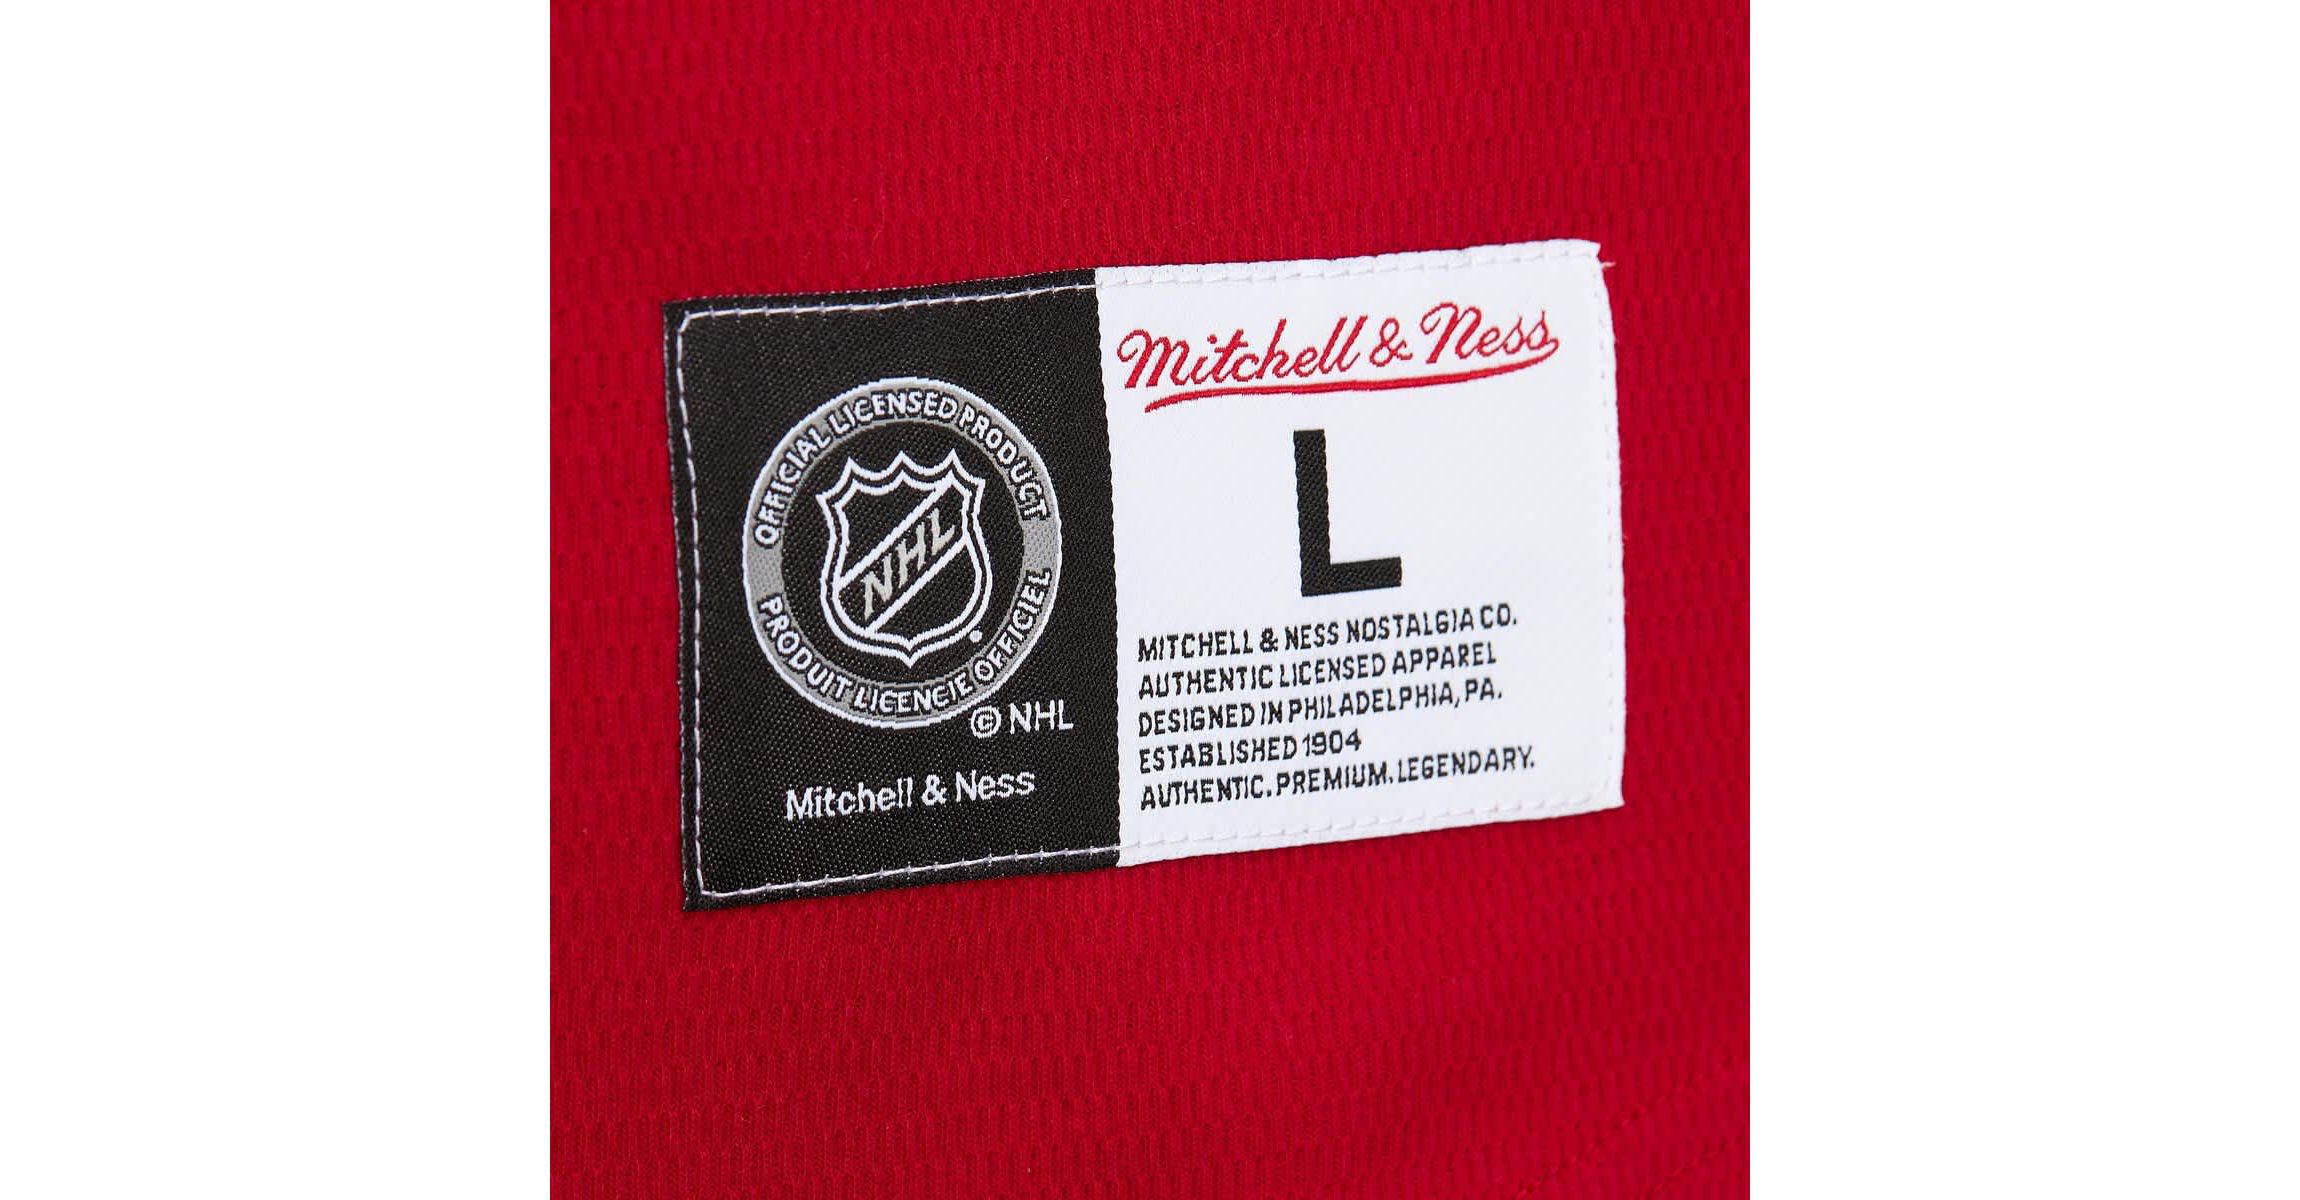 OFFICIAL LICENSED PRODUCT
NHL
PRODUIT LICENCIE OFFICIEL
© NHL
Mitchell & Ness
Mitchell & Ness
L
MITCHELL & NESS NOSTALGIA CO.
AUTHENTIC LICENSED APPAREL
DESIGNED IN PHILADELPHIA, PA.
ESTABLISHED 1904
AUTHENTIC. PREMIUM. LEGENDARY.